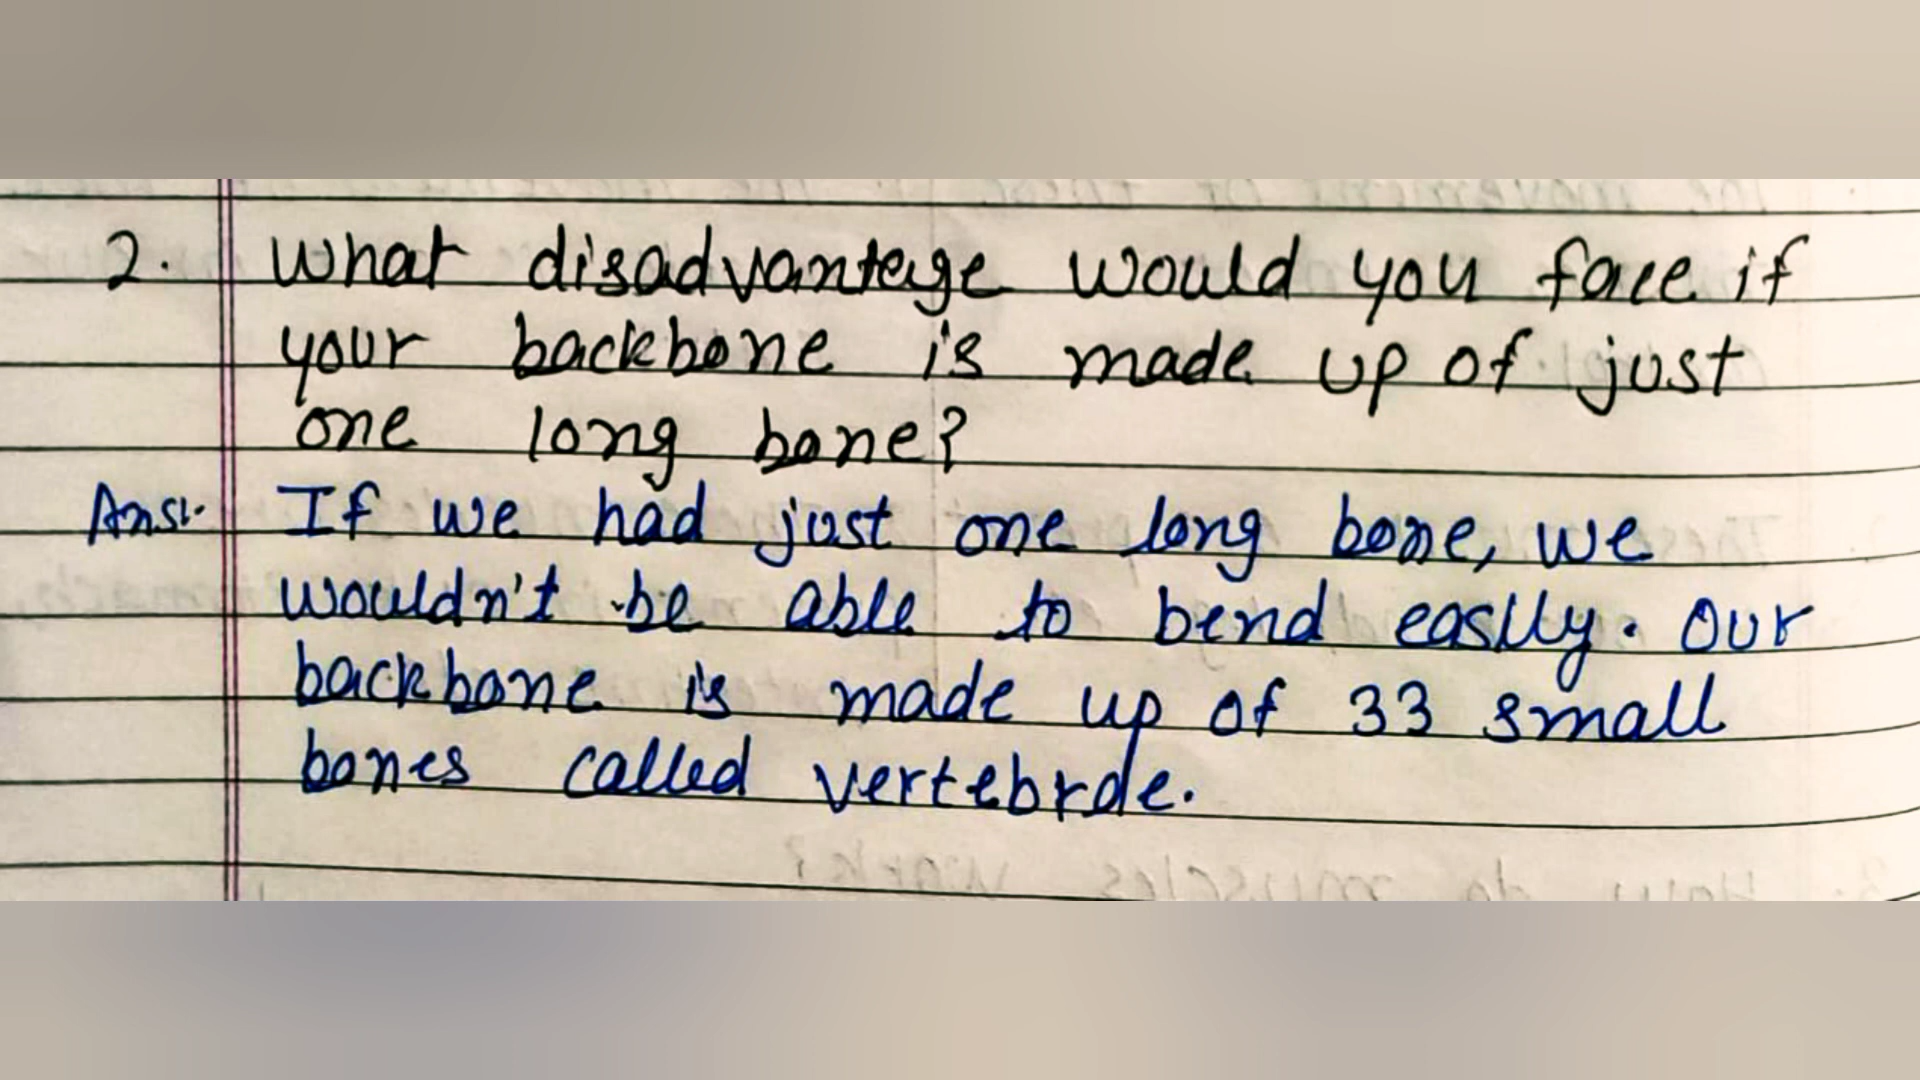 2. What disadvantage would you face if
your backbone is made up of just
one long bone?
Ans:. If we had just one long bone, we
wouldn't be able to bend easily. Our
backbone is made up of 33 small
bones called vertebrae.